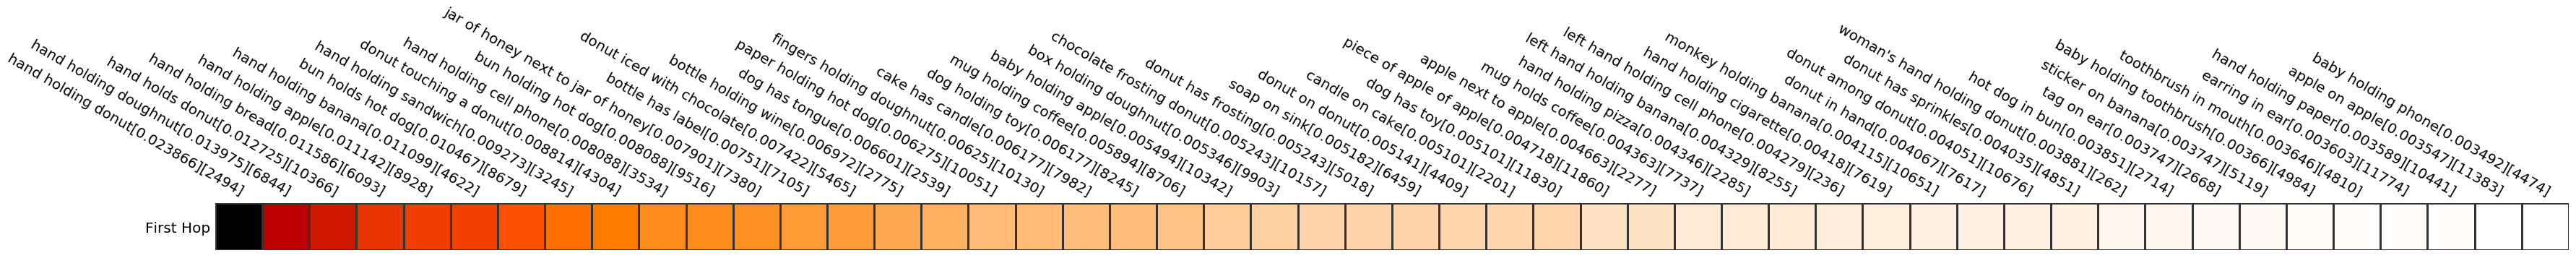 hand holding donut[0.023866][2494]
hand holding doughnut[0.013975][6844]
hand holds donut[0.012725][10366]
hand holding bread[0.011586][6093]
hand holding apple[0.011142][8928]
hand holding banana[0.011099][4622]
bun holds hot dog[0.010467][8679]
hand holding sandwich[0.009273][3245]
donut touching a donut[0.008814][4304]
hand holding cell phone[0.008088][3534]
bun holding hot dog[0.008088][9516]
jar of honey next to jar of honey[0.007901][7380]
bottle has label[0.00751][7105]
donut iced with chocolate[0.007422][5465]
bottle holding wine[0.006972][2775]
dog has tongue[0.006601][2539]
paper holding hot dog[0.006275][10051]
fingers holding doughnut[0.00625][10130]
cake has candle[0.006177][7982]
dog holding toy[0.006177][8245]
mug holding coffee[0.005894][8706]
baby holding apple[0.005494][10342]
box holding doughnut[0.005346][9903]
chocolate frosting donut[0.005243][10157]
donut has frosting[0.005243][5018]
soap on sink[0.005182][6459]
donut on donut[0.005141][4409]
candle on cake[0.005101][2201]
dog has toy[0.005101][11830]
piece of apple of apple[0.004718][11860]
apple next to apple[0.004663][2277]
mug holds coffee[0.004363][7737]
hand holding pizza[0.004346][2285]
left hand holding banana[0.004329][8255]
left hand holding cell phone[0.004279][236]
hand holding cigarette[0.00418][7619]
monkey holding banana[0.004115][10651]
donut in hand[0.004067][7617]
donut among donut[0.004051][10676]
donut has sprinkles[0.004035][4851]
woman's hand holding donut[0.003881][262]
hot dog in bun[0.003851][2714]
tag on ear[0.003747][2668]
sticker on banana[0.003747][5119]
baby holding toothbrush[0.00366][4984]
toothbrush in mouth[0.003646][4810]
earring in ear[0.003603][11774]
hand holding paper[0.003589][10441]
apple on apple[0.003547][11383]
baby holding phone[0.003492][4474]
First Hop